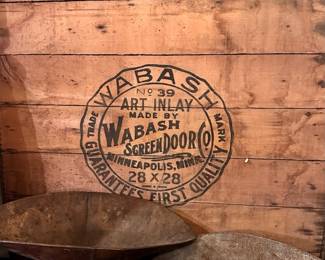 WABASH
TRADE MARK
No 39
ART INLAY
MADE BY
WABASH
SCREEN DOOR Co
MINNEAPOLIS, MINN.
28 X 28
GUARANTEES FIRST QUALITY